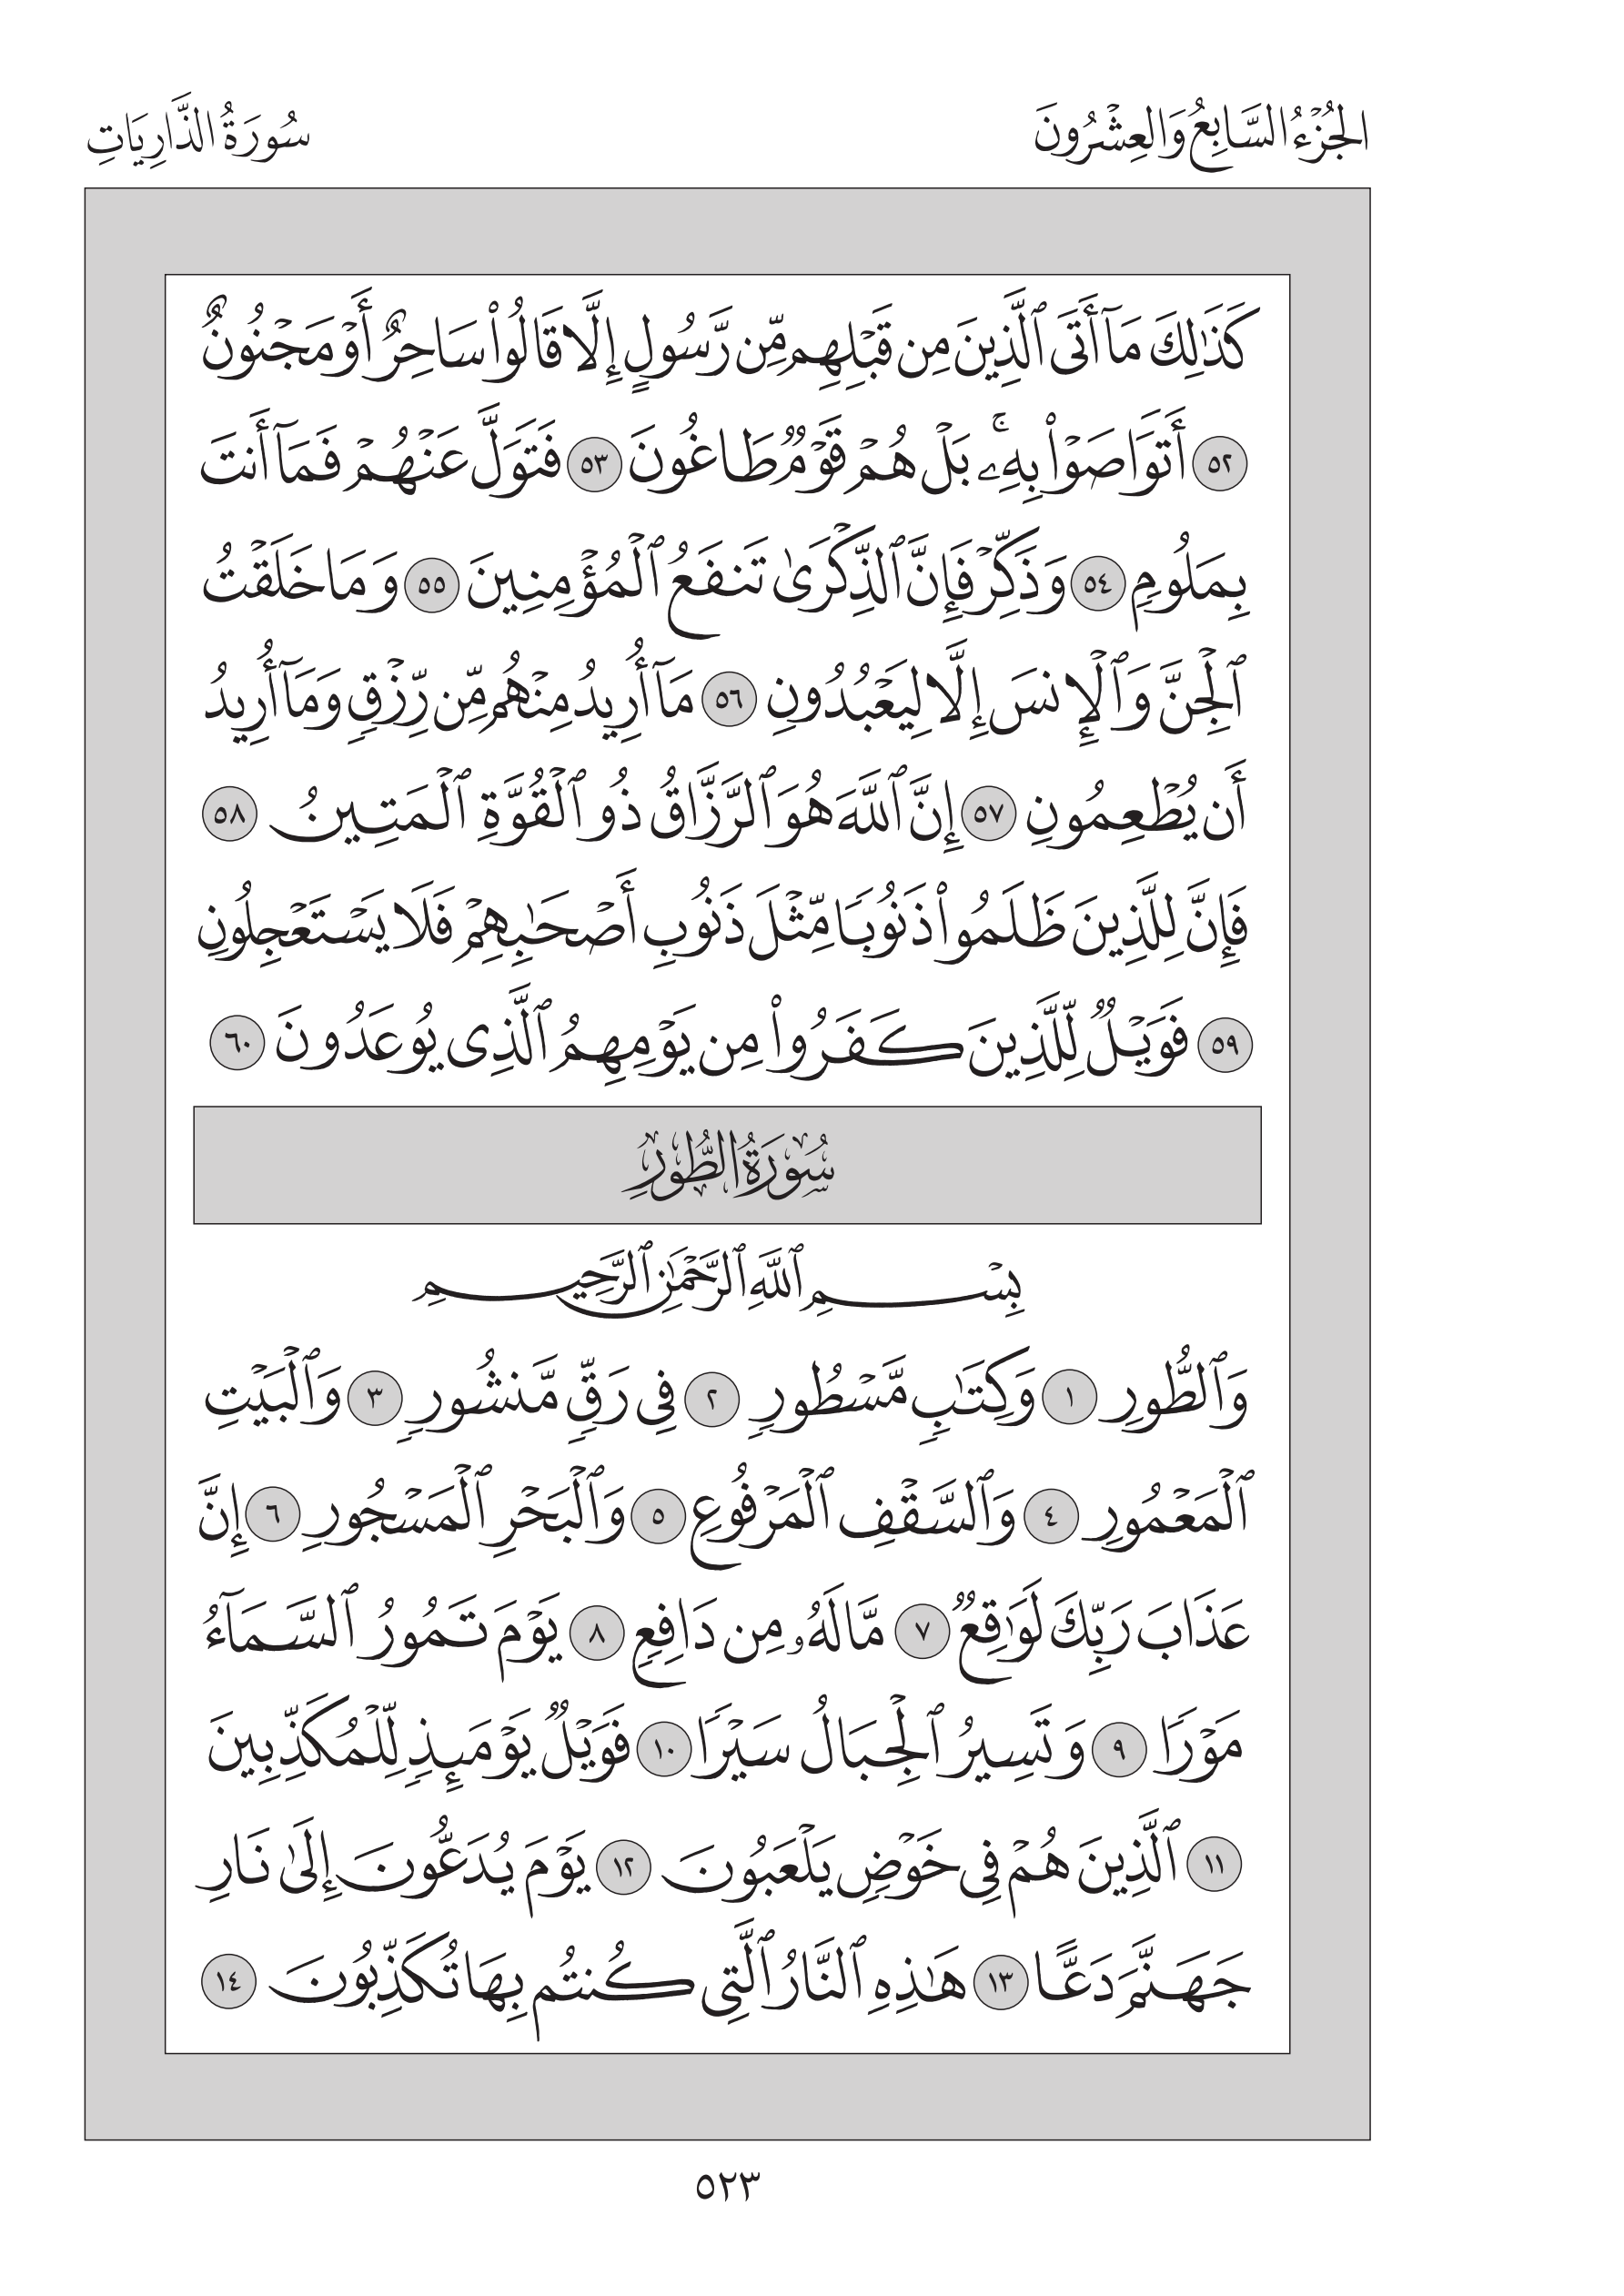 الجُزْءُ السَّابِعُ وَالعِشْرُونَ
سُورَةُ الذَّارِيَاتِ
كَذَٰلِكَ مَآ أَتَى ٱلَّذِينَ مِن قَبْلِهِم مِّن رَّسُولٍ إِلَّا قَالُوا۟ سَاحِرٌ أَوْ مَجْنُونٌ
٥٢ أَتَوَاصَوْا۟ بِهِۦ ۚ بَلْ هُمْ قَوْمٌ طَاغُونَ ٥٣ فَتَوَلَّ عَنْهُمْ فَمَآ أَنتَ
بِمَلُومٍ ٥٤ وَذَكِّرْ فَإِنَّ ٱلذِّكْرَىٰ تَنفَعُ ٱلْمُؤْمِنِينَ ٥٥ وَمَا خَلَقْتُ
ٱلْجِنَّ وَٱلْإِنسَ إِلَّا لِيَعْبُدُونِ ٥٦ مَآ أُرِيدُ مِنْهُم مِّن رِّزْقٍ وَمَآ أُرِيدُ
أَن يُطْعِمُونِ ٥٧ إِنَّ ٱللَّهَ هُوَ ٱلرَّزَّاقُ ذُو ٱلْقُوَّةِ ٱلْمَتِينُ ٥٨
فَإِنَّ لِلَّذِينَ ظَلَمُوا۟ ذَنُوبًا مِّثْلَ ذَنُوبِ أَصْحَٰبِهِمْ فَلَا يَسْتَعْجِلُونِ
٥٩ فَوَيْلٌ لِّلَّذِينَ كَفَرُوا۟ مِن يَوْمِهِمُ ٱلَّذِى يُوعَدُونَ ٦٠
سُورَةُ الطُّورِ
بِسْمِ ٱللَّهِ ٱلرَّحْمَٰنِ ٱلرَّحِيمِ
وَٱلطُّورِ ١ وَكِتَٰبٍ مَّسْطُورٍ ٢ فِى رَقٍّ مَّنشُورٍ ٣ وَٱلْبَيْتِ
ٱلْمَعْمُورِ ٤ وَٱلسَّقْفِ ٱلْمَرْفُوعِ ٥ وَٱلْبَحْرِ ٱلْمَسْجُورِ ٦ إِنَّ
عَذَابَ رَبِّكَ لَوَٰقِعٌ ٧ مَّا لَهُۥ مِن دَافِعٍ ٨ يَوْمَ تَمُورُ ٱلسَّمَآءُ
مَوْرًا ٩ وَتَسِيرُ ٱلْجِبَالُ سَيْرًا ١٠ فَوَيْلٌ يَوْمَئِذٍ لِّلْمُكَذِّبِينَ
١١ ٱلَّذِينَ هُمْ فِى خَوْضٍ يَلْعَبُونَ ١٢ يَوْمَ يُدَعُّونَ إِلَىٰ نَارِ
جَهَنَّمَ دَعًّا ١٣ هَٰذِهِ ٱلنَّارُ ٱلَّتِى كُنتُم بِهَا تُكَذِّبُونَ ١٤
٥٢٣